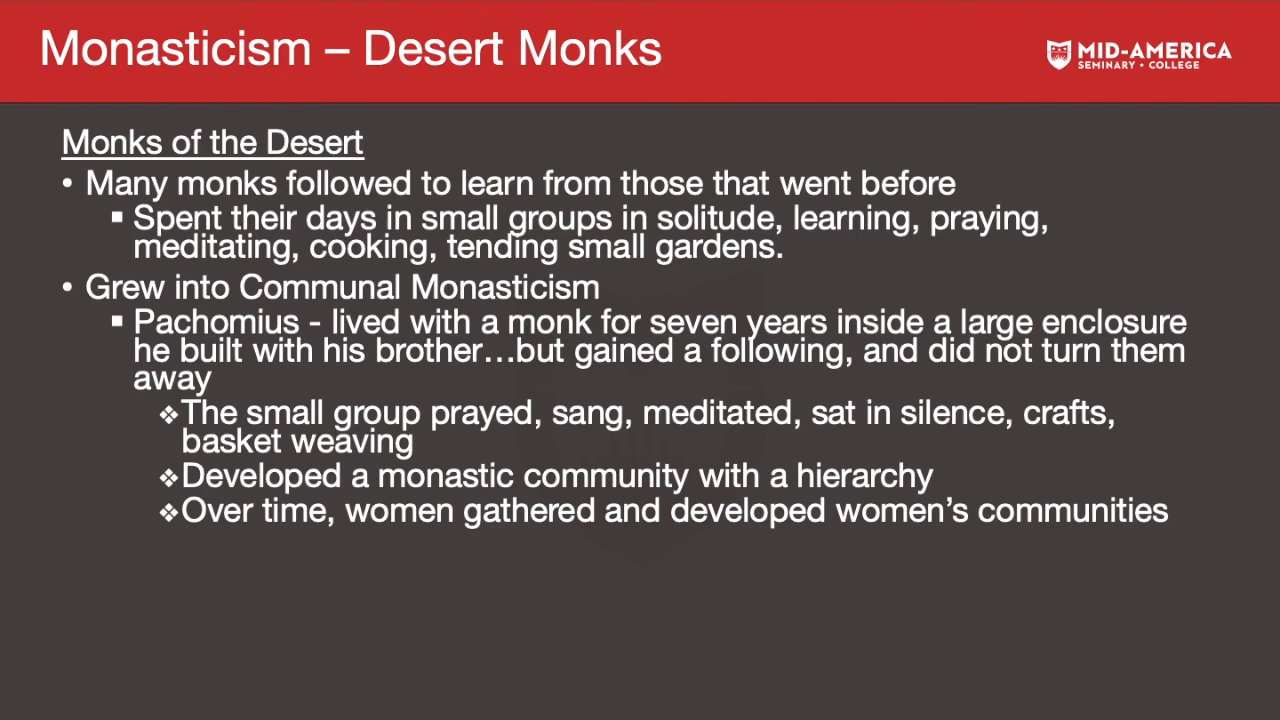 Monasticism – Desert Monks
MID-AMERICA
SEMINARY • COLLEGE
Monks of the Desert
• Many monks followed to learn from those that went before
▪ Spent their days in small groups in solitude, learning, praying,
meditating, cooking, tending small gardens.
• Grew into Communal Monasticism
▪ Pachomius - lived with a monk for seven years inside a large enclosure
he built with his brother…but gained a following, and did not turn them
away
❖The small group prayed, sang, meditated, sat in silence, crafts,
basket weaving
❖Developed a monastic community with a hierarchy
❖Over time, women gathered and developed women’s communities